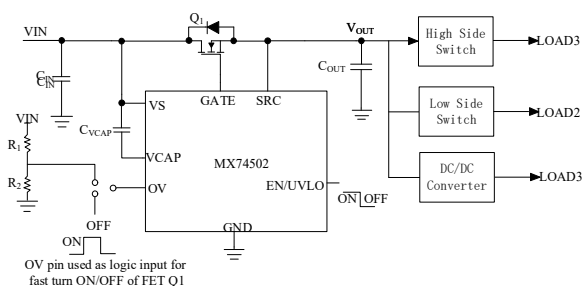 Q1
VIN
VOUT
High Side
Switch
LOAD3
CIN
COUT
VS
GATE
SRC
Low Side
Switch
LOAD2
VIN
CVCAP
R1
VCAP
MX74502
DC/DC
Converter
LOAD3
R2
OV
EN/UVLO
ON
OFF
OFF
GND
ON
OV pin used as logic input for
fast turn ON/OFF of FET Q1